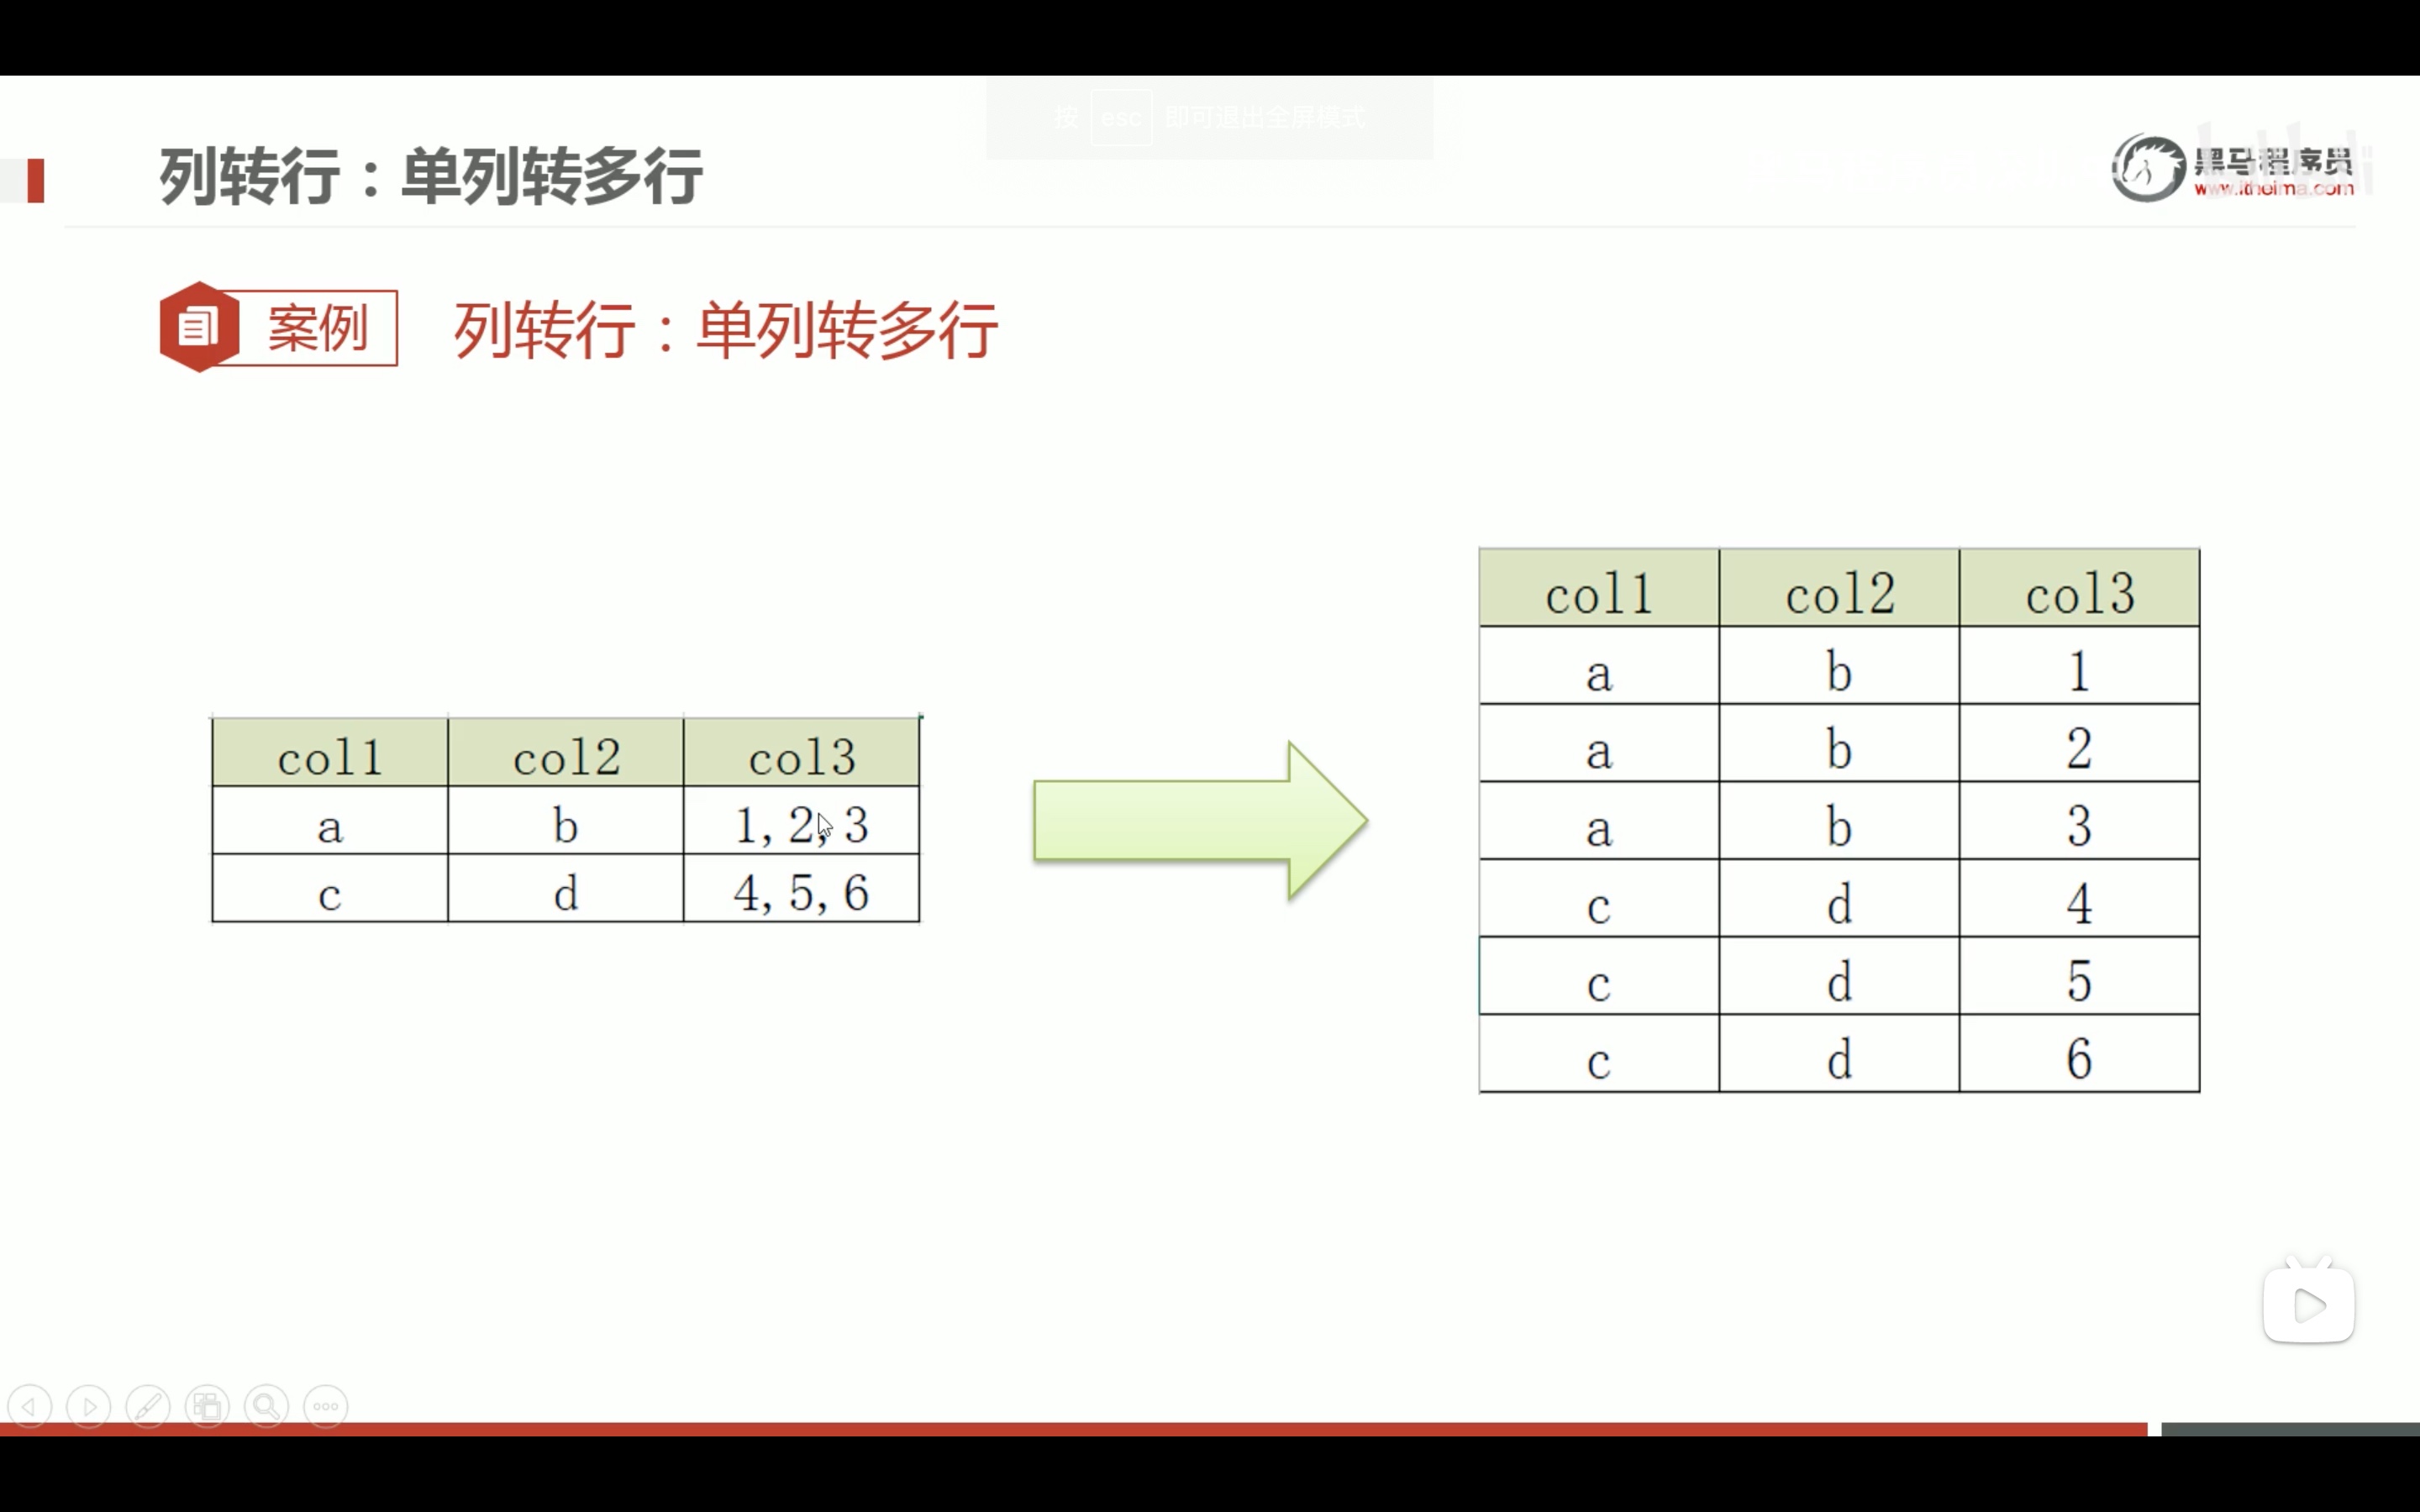 按 esc 即可退出全屏模式
列转行：单列转多行
黑马程序员
www.itheima.com
案例 列转行：单列转多行
col1 col2 col3
a b 1,2,3
c d 4,5,6
col1 col2 col3
a b 1
a b 2
a b 3
c d 4
c d 5
c d 6